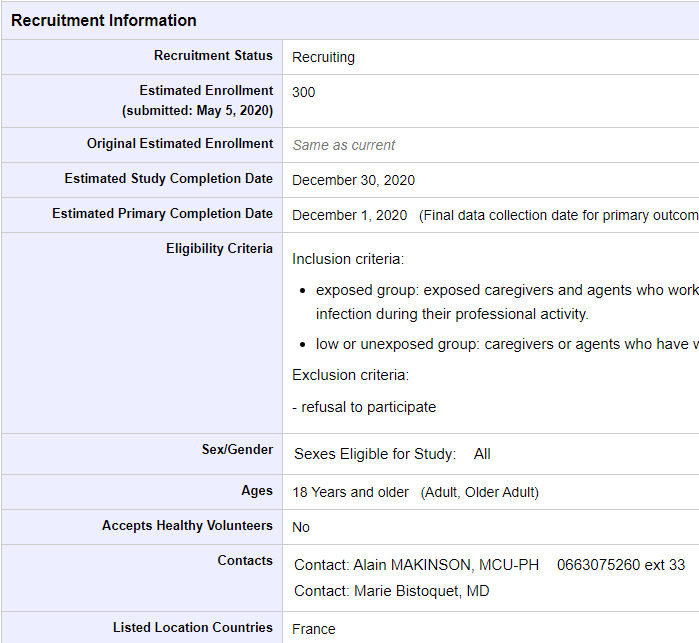 Recruitment Information
Recruitment Status Recruiting
Estimated Enrollment 300
(submitted: May 5, 2020)
Original Estimated Enrollment Same as current
Estimated Study Completion Date December 30, 2020
Estimated Primary Completion Date December 1, 2020 (Final data collection date for primary outcom
Eligibility Criteria
Inclusion criteria:
• exposed group: exposed caregivers and agents who work
infection during their professional activity.
• low or unexposed group: caregivers or agents who have
Exclusion criteria:
- refusal to participate
Sex/Gender Sexes Eligible for Study: All
Ages 18 Years and older (Adult, Older Adult)
Accepts Healthy Volunteers No
Contacts Contact: Alain MAKINSON, MCU-PH 0663075260 ext 33
Contact: Marie Bistoquet, MD
Listed Location Countries France